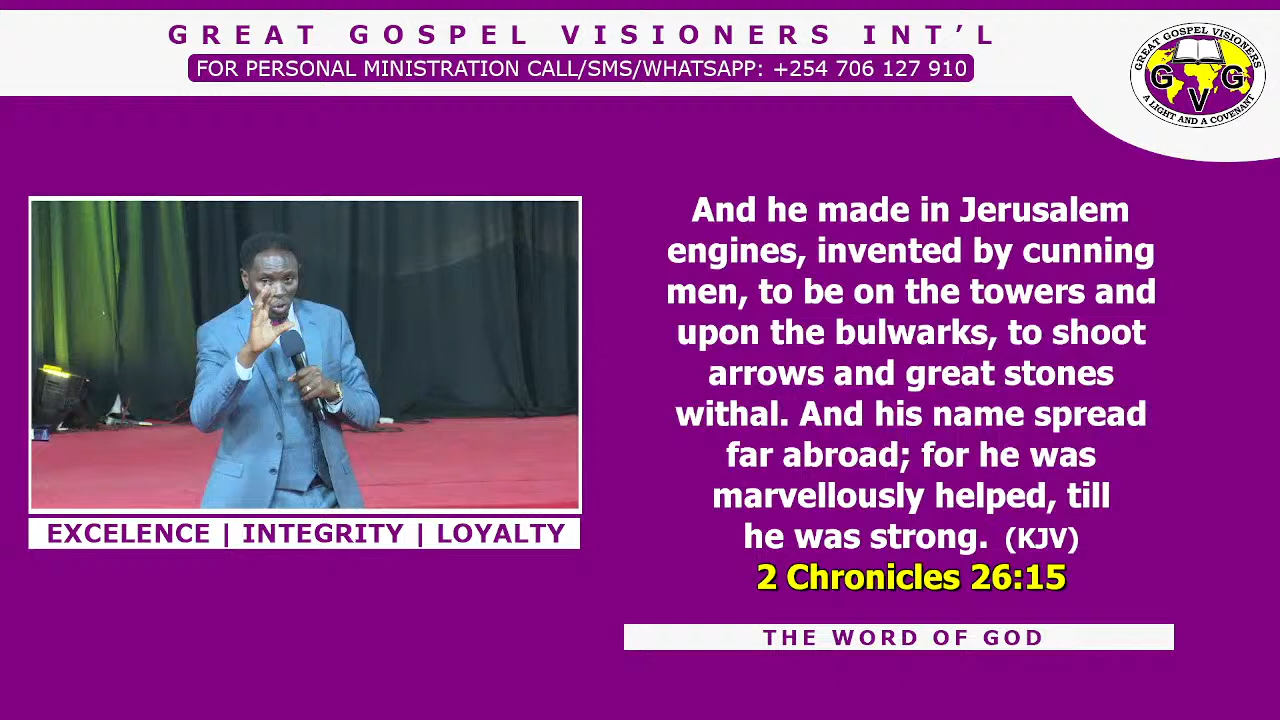 GREAT GOSPEL VISIONERS INT'L
FOR PERSONAL MINISTRATION CALL/SMS/WHATSAPP: +254 706 127 910
GREAT GOSPEL VISIONERS
G V G
A LIGHT AND A COVENANT
And he made in Jerusalem
engines, invented by cunning
men, to be on the towers and
upon the bulwarks, to shoot
arrows and great stones
withal. And his name spread
far abroad; for he was
marvellously helped, till
he was strong. (KJV)
2 Chronicles 26:15
EXCELENCE | INTEGRITY | LOYALTY
THE WORD OF GOD